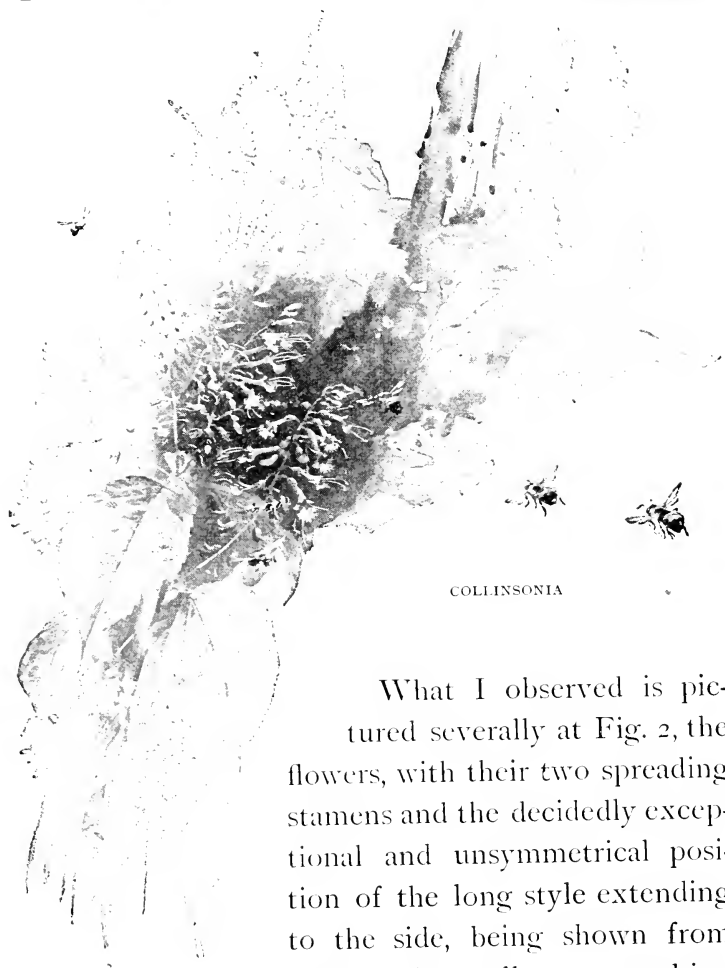 COLLINSONIA
What I observed is pic-
tured severally at Fig. 2, the
flowers, with their two spreading
stamens and the decidedly excep-
tional and unsymmetrical posi-
tion of the long style extending
to the side, being shown from